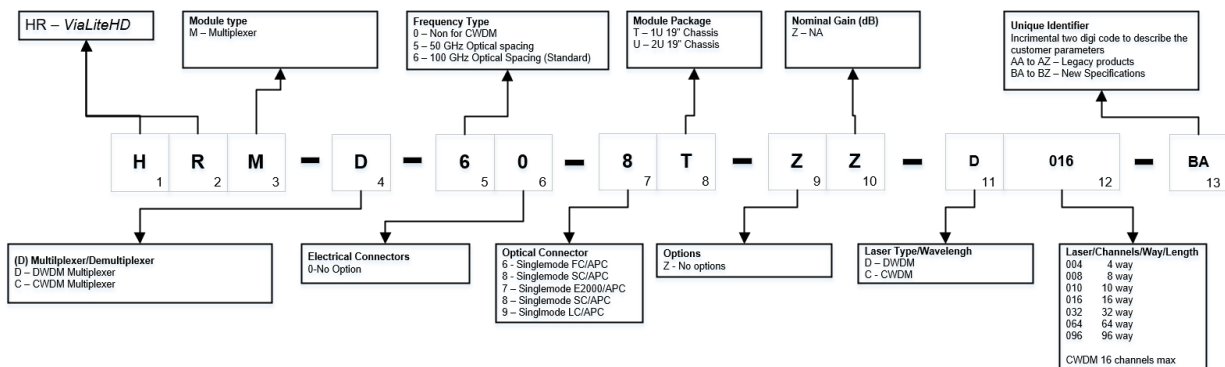 HR – ViaLiteHD
Module type
M – Multiplexer
Frequency Type
0 – Non for CWDM
5 – 50 GHz Optical spacing
6 – 100 GHz Optical Spacing (Standard)
Module Package
T – 1U 19" Chassis
U – 2U 19" Chassis
Nominal Gain (dB)
Z – NA
Unique Identifier
Incrimental two digi code to describe the
customer parameters
AA to AZ – Legacy products
BA to BZ – New Specifications
H R M – D – 6 0 – 8 T – Z Z – D 016 – BA
1 2 3 4 5 6 7 8 9 10 11 12 13
(D) Multilplexer/Demultiplexer
D – DWDM Multiplexer
C – CWDM Multiplexer
Electrical Connectors
0-No Option
Optical Connector
6 - Singlemode FC/APC
8 - Singlemode SC/APC
7 – Singlemode E2000/APC
8 – Singlemode SC/APC
9 – Singlmode LC/APC
Options
Z - No options
Laser Type/Wavelengh
D – DWDM
C - CWDM
Laser/Channels/Way/Length
004 4 way
008 8 way
010 10 way
016 16 way
032 32 way
064 64 way
096 96 way
CWDM 16 channels max